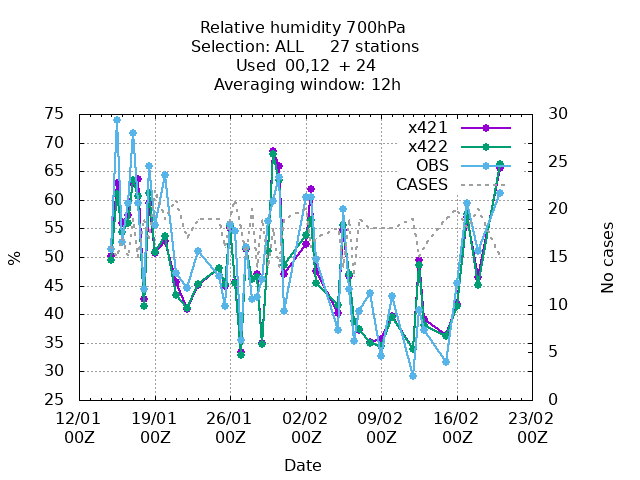 Relative humidity 700hPa
Selection: ALL 27 stations
Used 00,12 + 24
Averaging window: 12h
75
70
65
60
55
50
45
40
35
30
25
%
30
25
20
15
10
5
0
No cases
x421
x422
OBS
CASES
12/01 19/01 26/01 02/02 09/02 16/02 23/02
00Z 00Z 00Z 00Z 00Z 00Z 00Z
Date